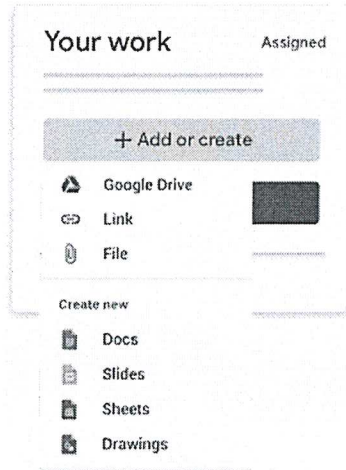 Your work
Assigned
+ Add or create
Google Drive
Link
File
Create new
Docs
Slides
Sheets
Drawings